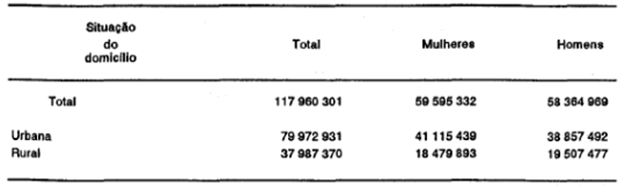 Situação
do
domicílio
Total Mulheres Homens
Total 117 960 301 59 595 332 58 364 969
Urbana 79 972 931 41 115 439 38 857 492
Rural 37 987 370 18 479 893 19 507 477